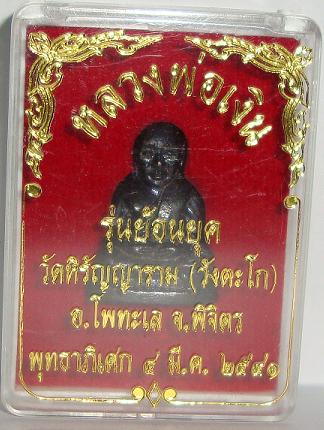 หลวงพ่อเงิน
รุ่นย้อนยุค
วัดหิรัญญาราม (วังตะโก)
อ.โพทะเล จ.พิจิตร
พุทธาภิเศก ๔ มี.ค. ๒๕๔๑